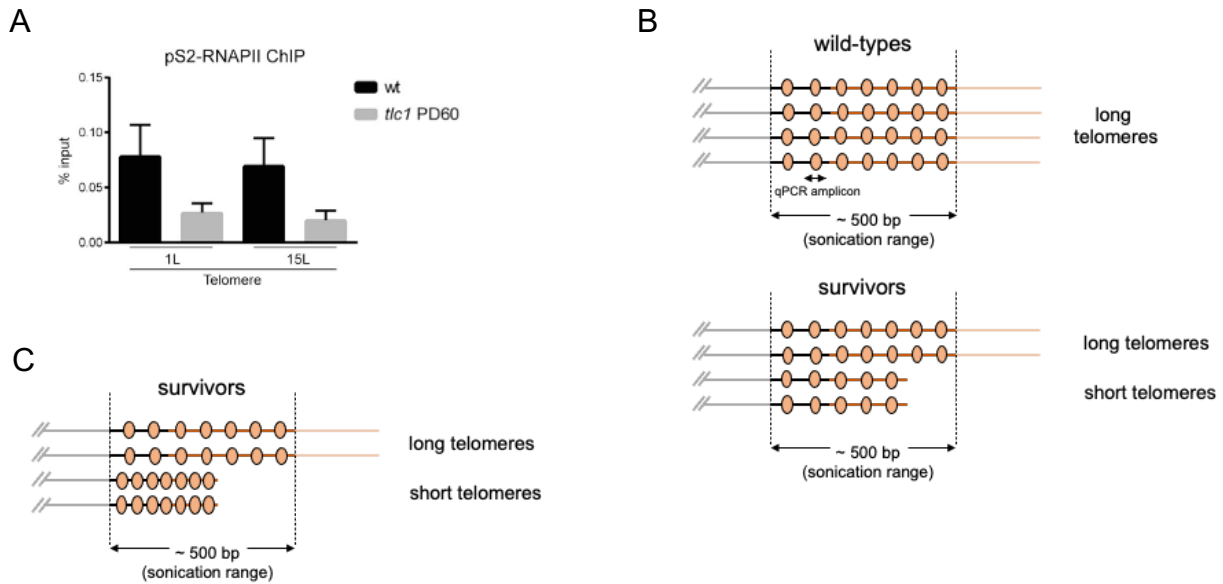 A
pS2-RNAPII ChIP
0.15
0.10
0.05
0.00
% input
wt
tlc1 PD60
1L
15L
Telomere
B
wild-types
long
telomeres
qPCR amplicon
~ 500 bp
(sonication range)
survivors
long telomeres
short telomeres
~ 500 bp
(sonication range)
C
survivors
long telomeres
short telomeres
~ 500 bp
(sonication range)